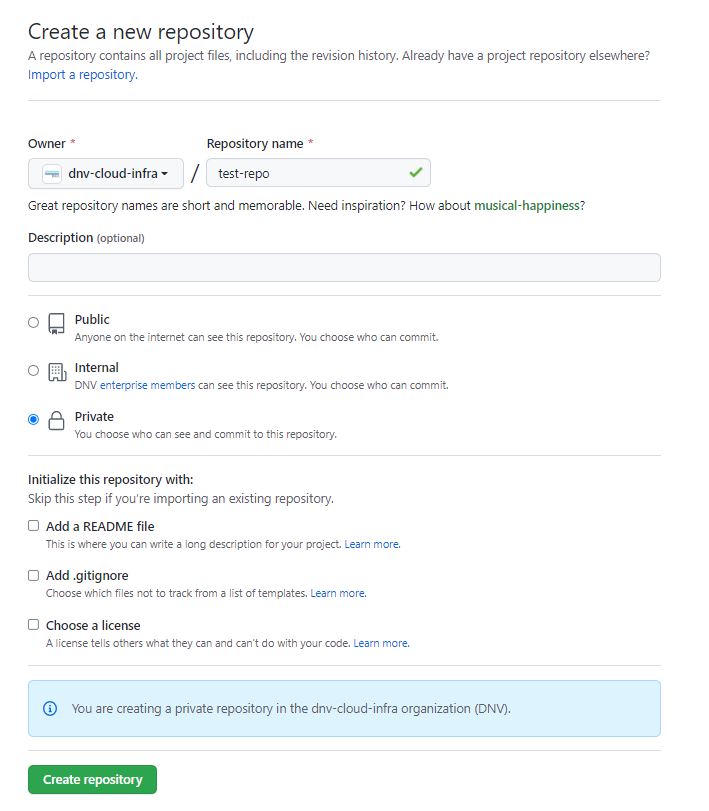 Create a new repository
A repository contains all project files, including the revision history. Already have a project repository elsewhere?
Import a repository.
Owner * Repository name *
dnv-cloud-infra / test-repo
Great repository names are short and memorable. Need inspiration? How about musical-happiness?
Description (optional)
Public
Anyone on the internet can see this repository. You choose who can commit.
Internal
DNV enterprise members can see this repository. You choose who can commit.
Private
You choose who can see and commit to this repository.
Initialize this repository with:
Skip this step if you're importing an existing repository.
Add a README file
This is where you can write a long description for your project. Learn more.
Add .gitignore
Choose which files not to track from a list of templates. Learn more.
Choose a license
A license tells others what they can and can't do with your code. Learn more.
You are creating a private repository in the dnv-cloud-infra organization (DNV).
Create repository